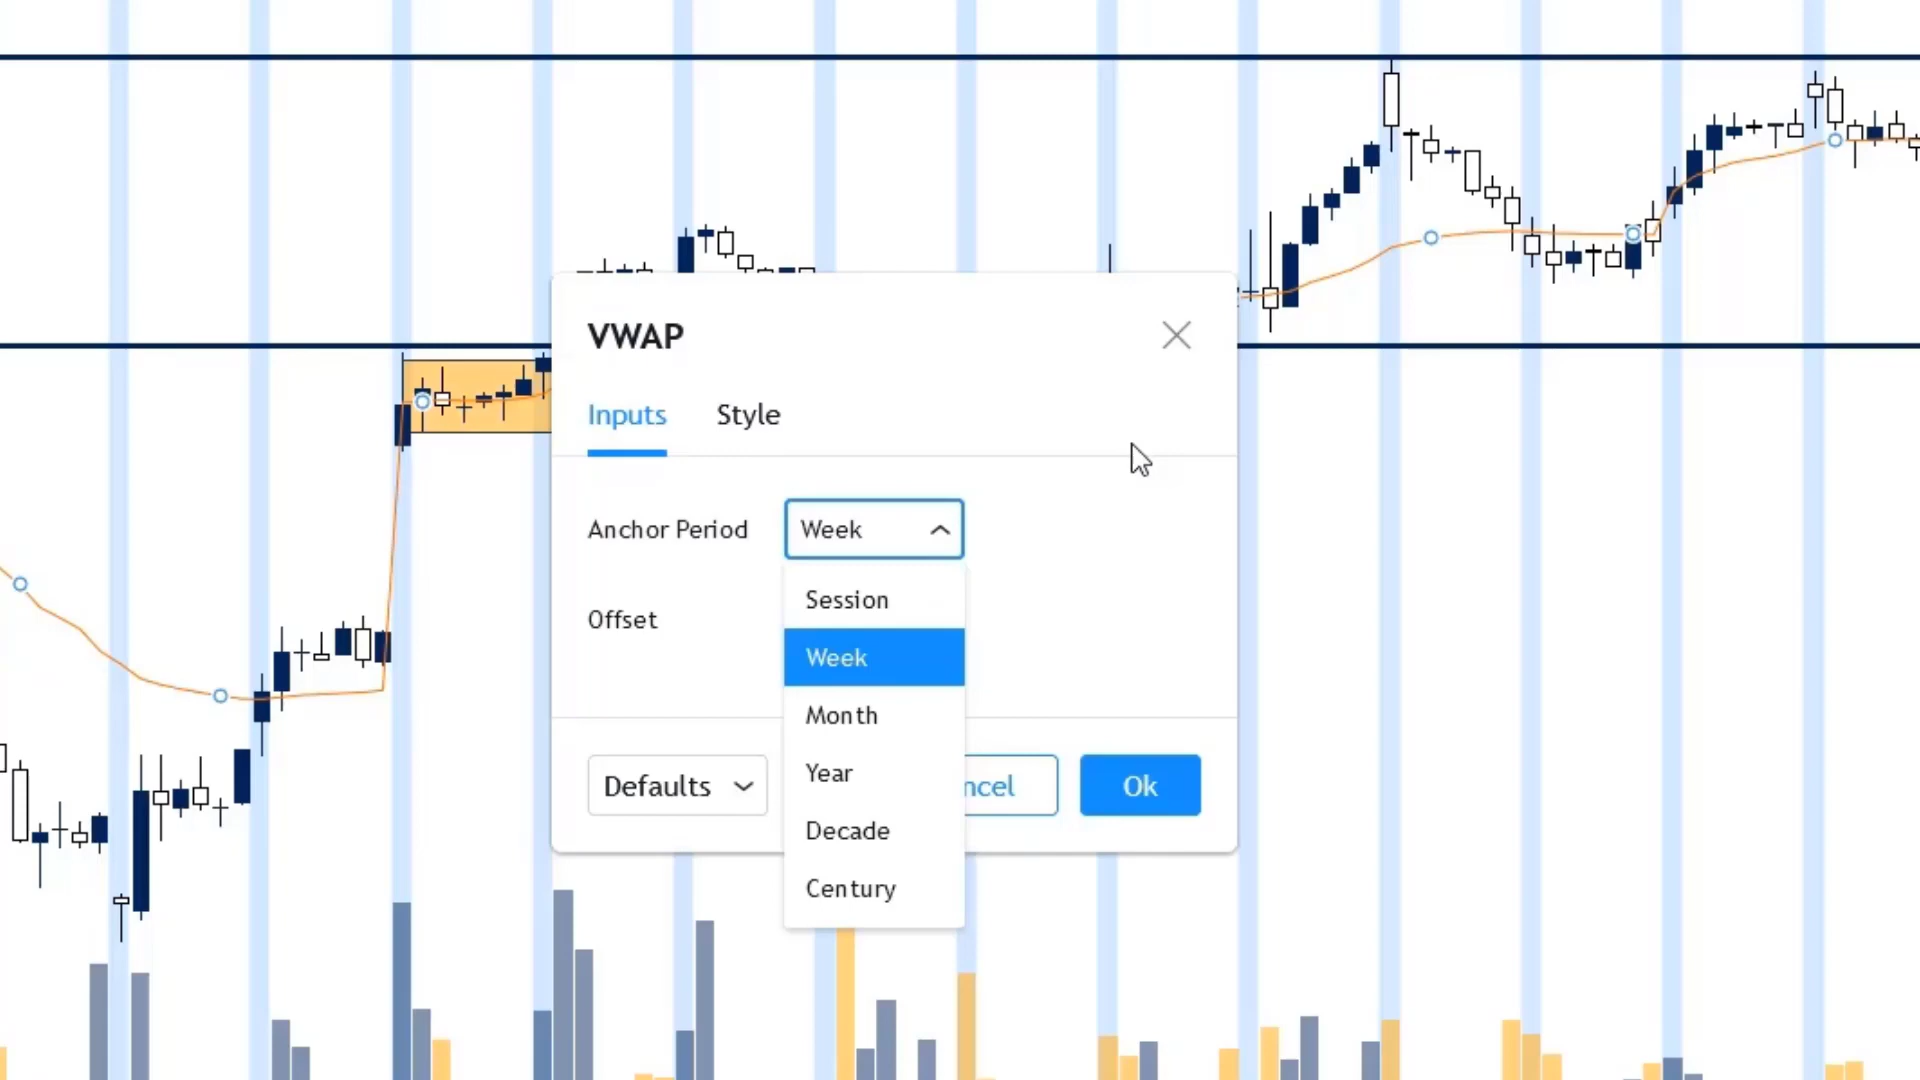 VWAP
Inputs Style
Anchor Period Week
Session
Offset
Week
Month
Year
Defaults ncel Ok
Decade
Century